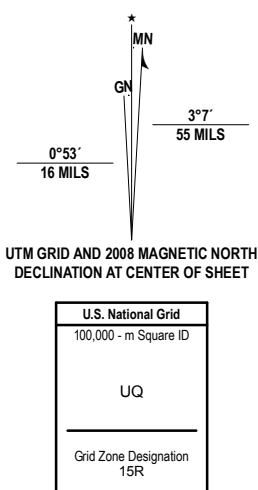 ★
MN
GN
3°7´
55 MILS
0°53´
16 MILS
UTM GRID AND 2008 MAGNETIC NORTH
DECLINATION AT CENTER OF SHEET
U.S. National Grid
100,000 - m Square ID
UQ
Grid Zone Designation
15R